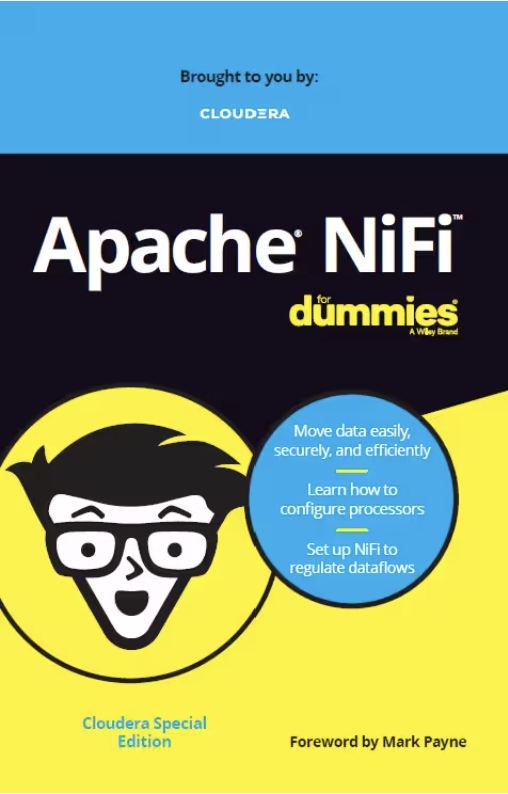 Brought to you by:
CLOUDERA
Apache® NiFi™
for
dummies®
A Wiley Brand
Move data easily,
securely, and efficiently
Learn how to
configure processors
Set up NiFi to
regulate dataflows
Cloudera Special
Edition
Foreword by Mark Payne